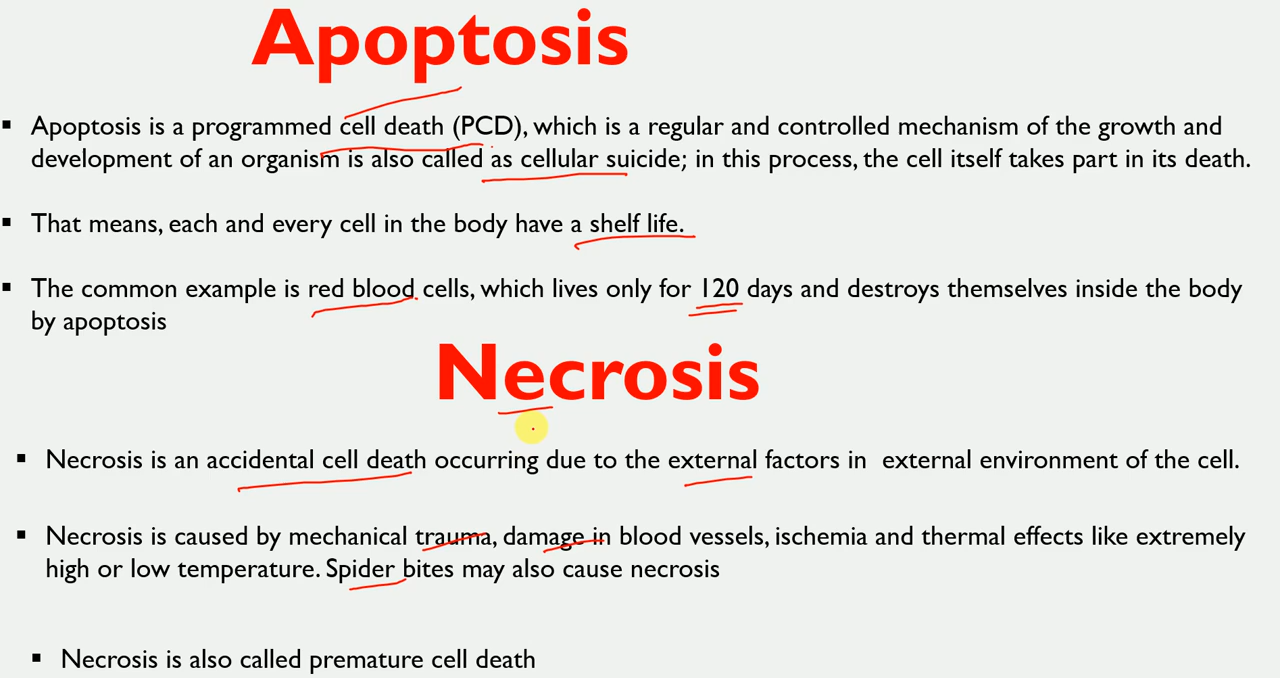 Apoptosis
▪ Apoptosis is a programmed cell death (PCD), which is a regular and controlled mechanism of the growth and
development of an organism is also called as cellular suicide; in this process, the cell itself takes part in its death.
▪ That means, each and every cell in the body have a shelf life.
▪ The common example is red blood cells, which lives only for 120 days and destroys themselves inside the body
by apoptosis
Necrosis
▪ Necrosis is an accidental cell death occurring due to the external factors in external environment of the cell.
▪ Necrosis is caused by mechanical trauma, damage in blood vessels, ischemia and thermal effects like extremely
high or low temperature. Spider bites may also cause necrosis
▪ Necrosis is also called premature cell death